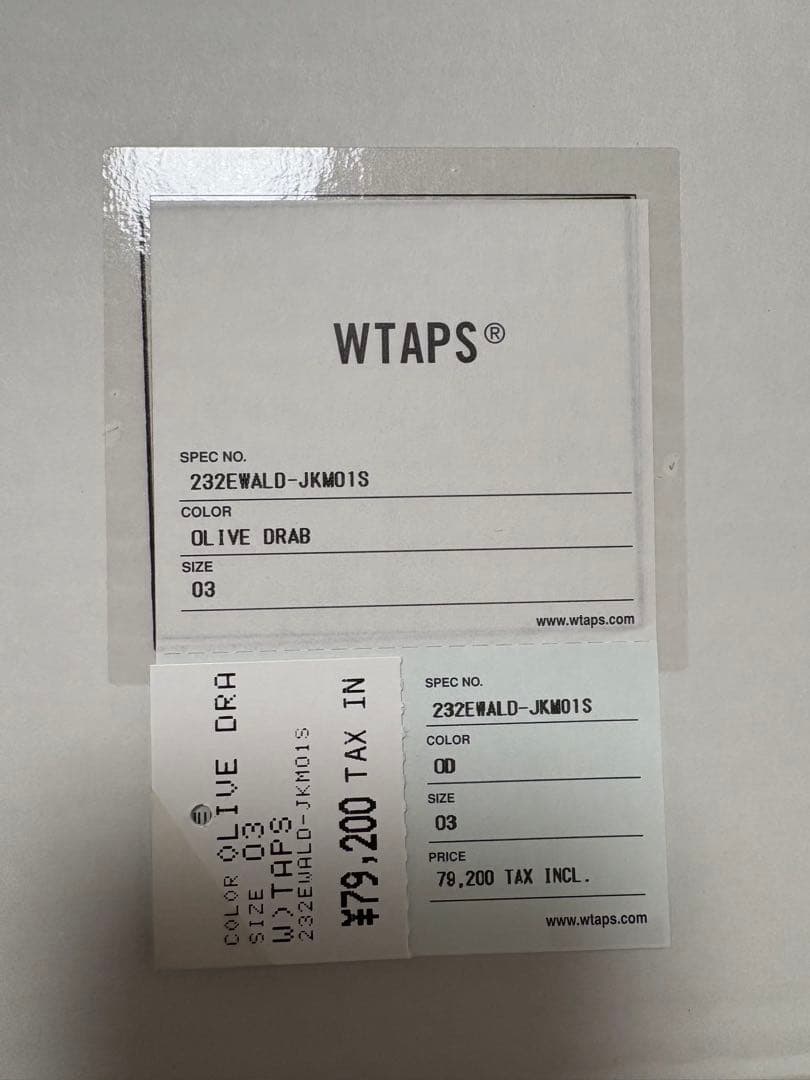 WTAPS®
SPEC NO.
232EWALD-JKM01S
COLOR
OLIVE DRAB
SIZE
03
www.wtaps.com
COLOR OLIVE DRA
SIZE 03
W)TAPS
232EWALD-JKM01S
¥79,200 TAX IN
SPEC NO.
232EWALD-JKM01S
COLOR
OD
SIZE
03
PRICE
79,200 TAX INCL.
www.wtaps.com